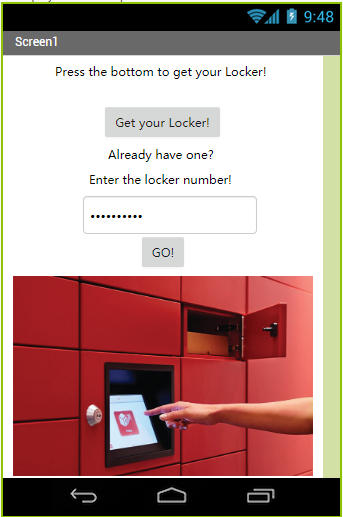 9:48
Screen1
Press the bottom to get your Locker!
Get your Locker!
Already have one?
Enter the locker number!
••••••••••
GO!